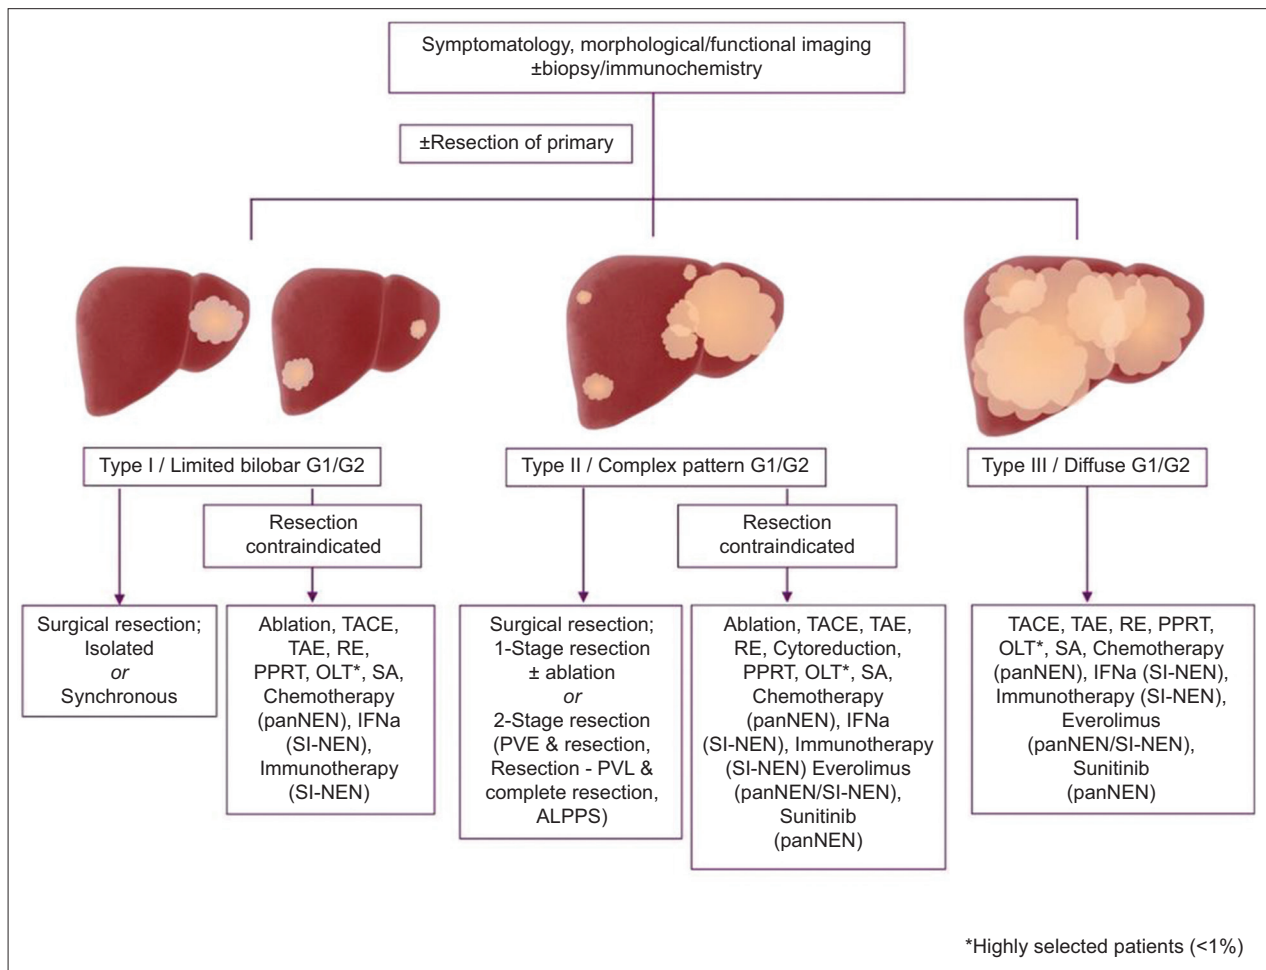 Symptomatology, morphological/functional imaging
±biopsy/immunochemistry
±Resection of primary
Type I / Limited bilobar G1/G2
Type II / Complex pattern G1/G2
Type III / Diffuse G1/G2
Resection
contraindicated
Resection
contraindicated
Surgical resection;
Isolated
or
Synchronous
Ablation, TACE,
TAE, RE,
PPRT, OLT*, SA,
Chemotherapy
(panNEN), IFNa
(SI-NEN),
Immunotherapy
(SI-NEN)
Surgical resection;
1-Stage resection
± ablation
or
2-Stage resection
(PVE & resection,
Resection - PVL &
complete resection,
ALPPS)
Ablation, TACE, TAE,
RE, Cytoreduction,
PPRT, OLT*, SA,
Chemotherapy
(panNEN), IFNa
(SI-NEN), Immunotherapy
(SI-NEN) Everolimus
(panNEN/SI-NEN),
Sunitinib
(panNEN)
TACE, TAE, RE, PPRT,
OLT*, SA, Chemotherapy
(panNEN), IFNa (SI-NEN),
Immunotherapy (SI-NEN),
Everolimus
(panNEN/SI-NEN),
Sunitinib
(panNEN)
*Highly selected patients (<1%)